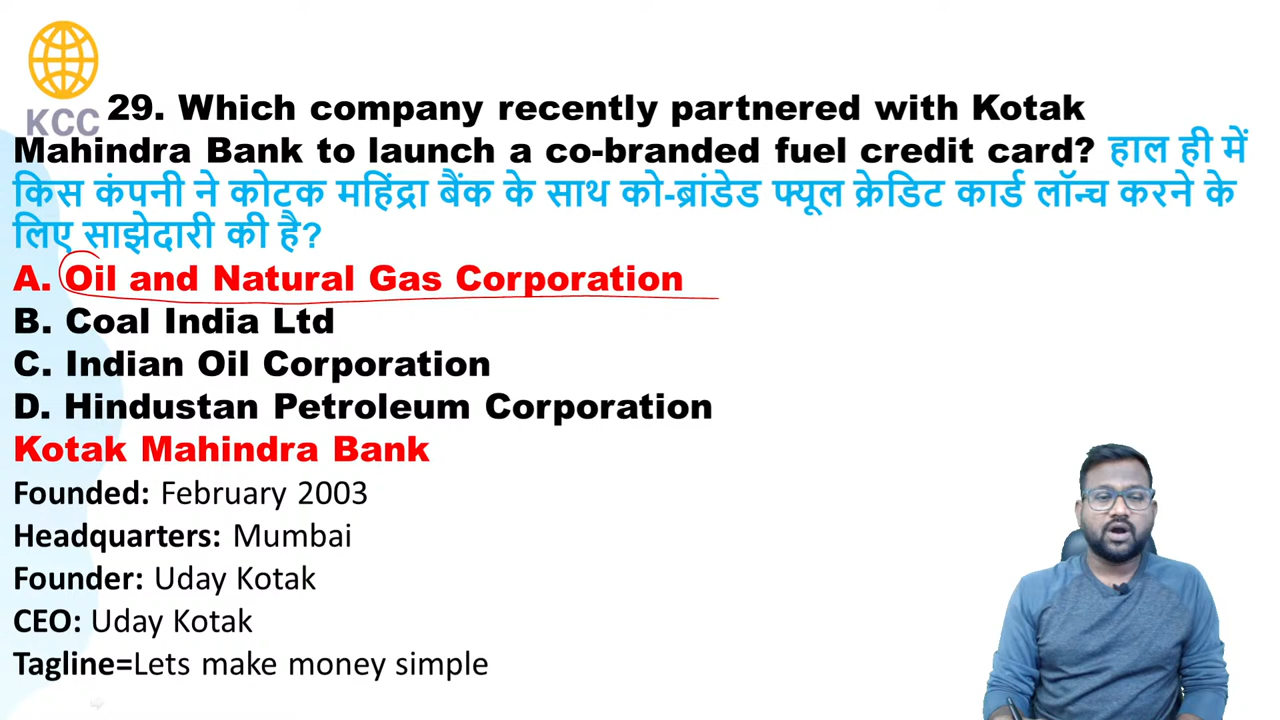 KCC
29. Which company recently partnered with Kotak
Mahindra Bank to launch a co-branded fuel credit card? हाल ही में
किस कंपनी ने कोटक महिंद्रा बैंक के साथ को-ब्रांडेड फ्यूल क्रेडिट कार्ड लॉन्च करने के
लिए साझेदारी की है?
A. Oil and Natural Gas Corporation
B. Coal India Ltd
C. Indian Oil Corporation
D. Hindustan Petroleum Corporation
Kotak Mahindra Bank
Founded: February 2003
Headquarters: Mumbai
Founder: Uday Kotak
CEO: Uday Kotak
Tagline=Lets make money simple